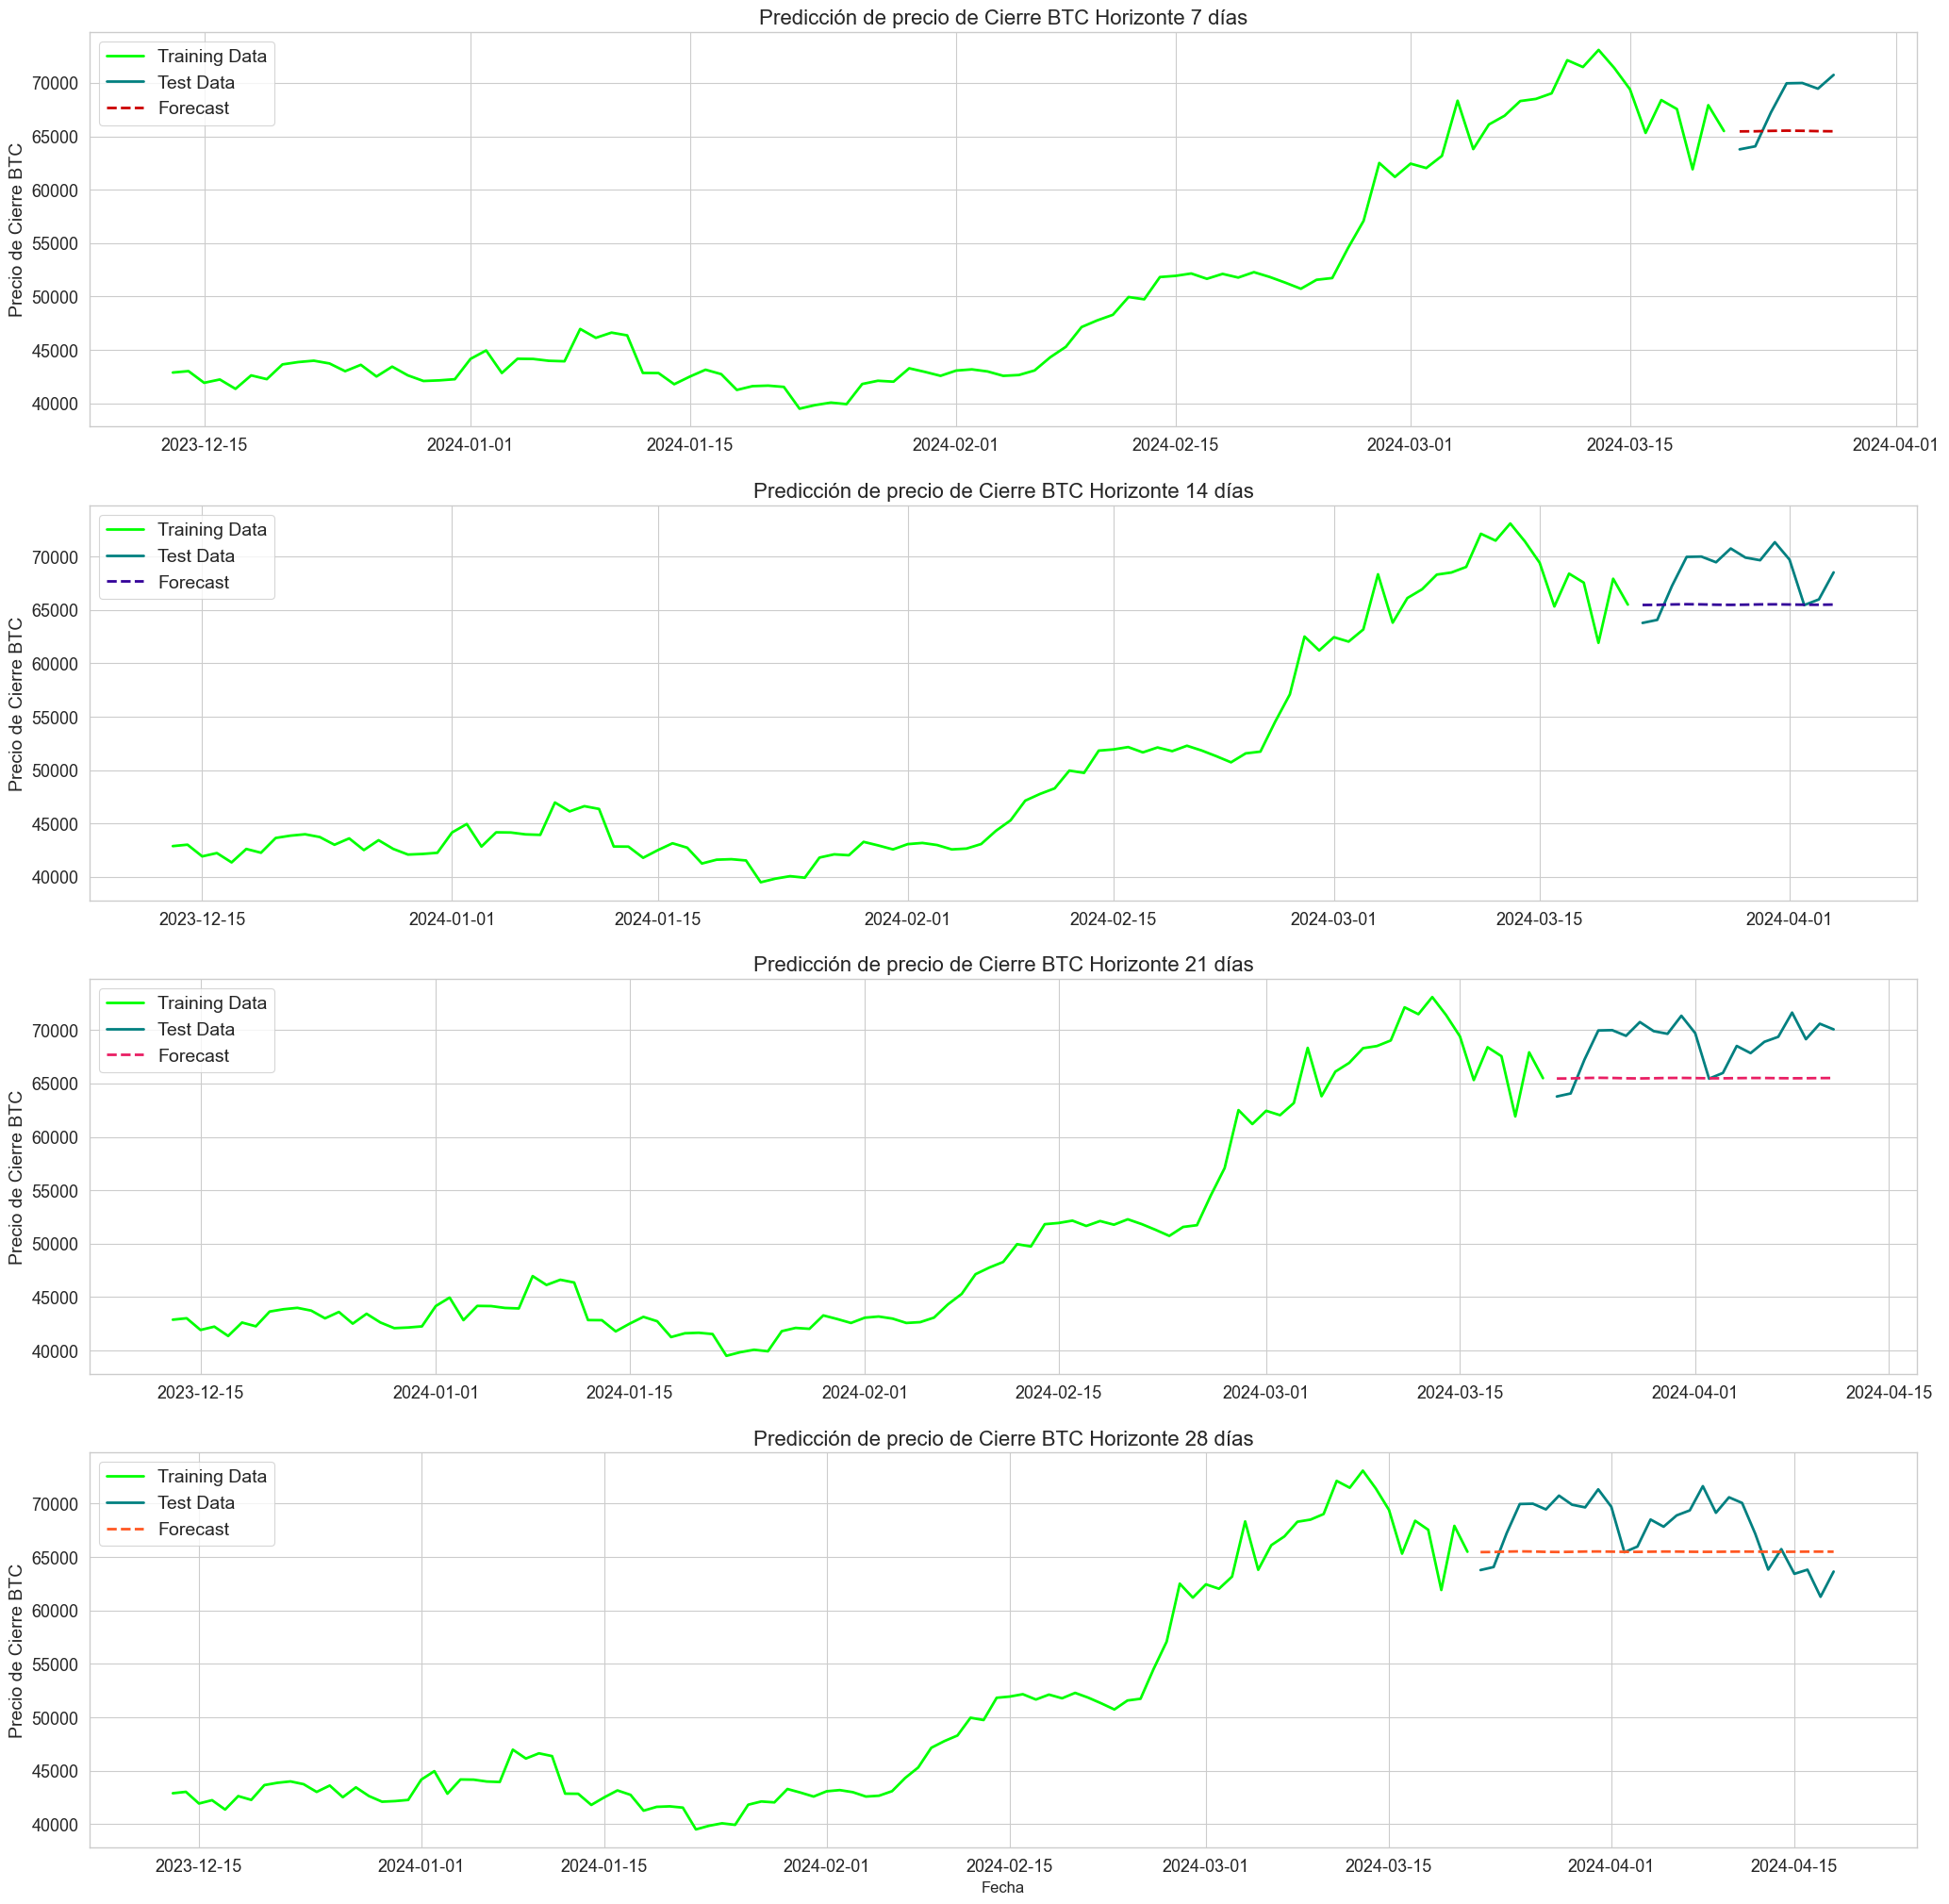 Predicción de precio de Cierre BTC Horizonte 7 días
Training Data
Test Data
Forecast
Precio de Cierre BTC
70000
65000
60000
55000
50000
45000
40000
2023-12-15 2024-01-01 2024-01-15 2024-02-01 2024-02-15 2024-03-01 2024-03-15 2024-04-01
Predicción de precio de Cierre BTC Horizonte 14 días
Training Data
Test Data
Forecast
Precio de Cierre BTC
70000
65000
60000
55000
50000
45000
40000
2023-12-15 2024-01-01 2024-01-15 2024-02-01 2024-02-15 2024-03-01 2024-03-15 2024-04-01
Predicción de precio de Cierre BTC Horizonte 21 días
Training Data
Test Data
Forecast
Precio de Cierre BTC
70000
65000
60000
55000
50000
45000
40000
2023-12-15 2024-01-01 2024-01-15 2024-02-01 2024-02-15 2024-03-01 2024-03-15 2024-04-01 2024-04-15
Predicción de precio de Cierre BTC Horizonte 28 días
Training Data
Test Data
Forecast
Precio de Cierre BTC
70000
65000
60000
55000
50000
45000
40000
2023-12-15 2024-01-01 2024-01-15 2024-02-01 2024-02-15 2024-03-01 2024-03-15 2024-04-01 2024-04-15
Fecha